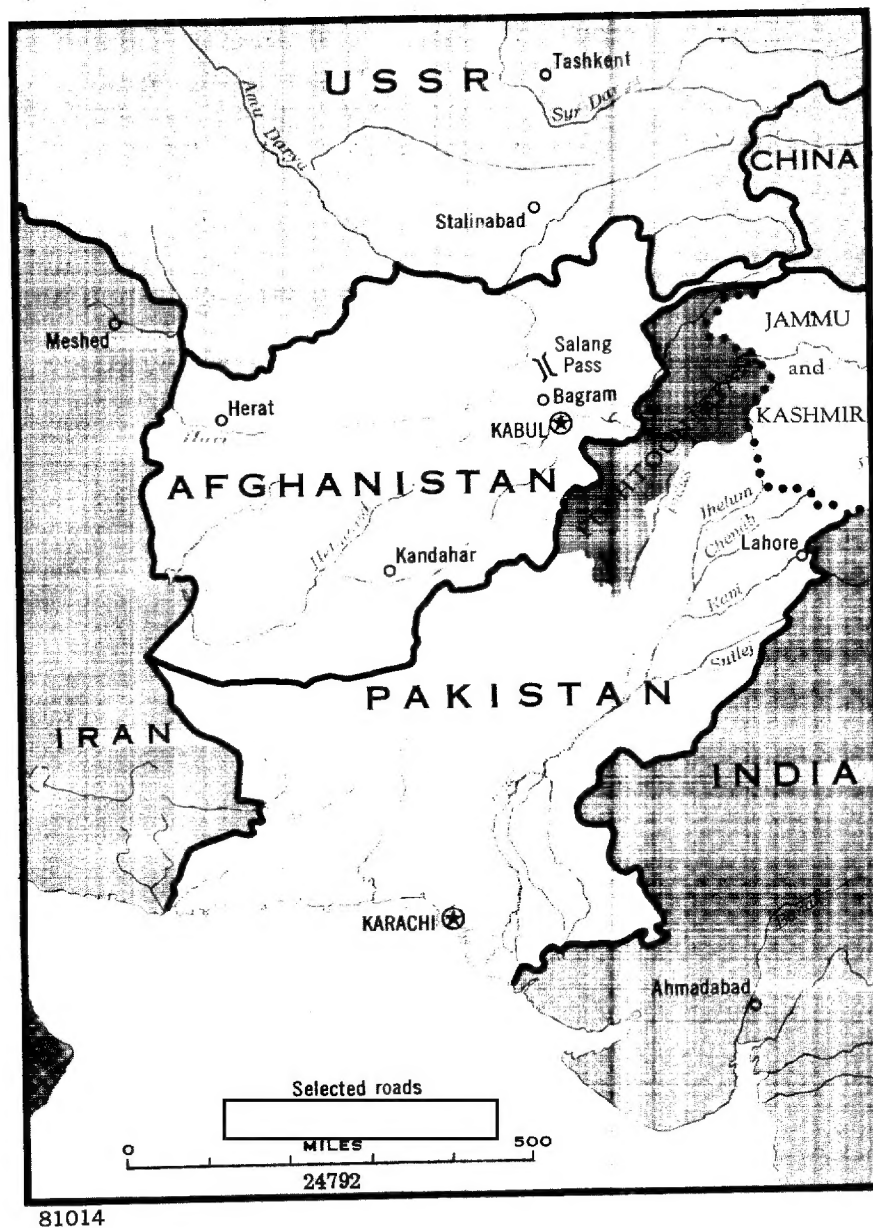 Tashkent
USSR
Amu Darya
Sur Dar
CHINA
Stalinabad
JAMMU
Meshed
Salang
Pass
and
Bagram
Herat
KASHMIR
KABUL
Hari
AFGHANISTAN
Jhelum
Chenab
Helmand
Lahore
Kandahar
Ravi
Sutlej
PAKISTAN
IRAN
INDIA
KARACHI
Ahmadabad
Selected roads
0 MILES 500
24792
81014